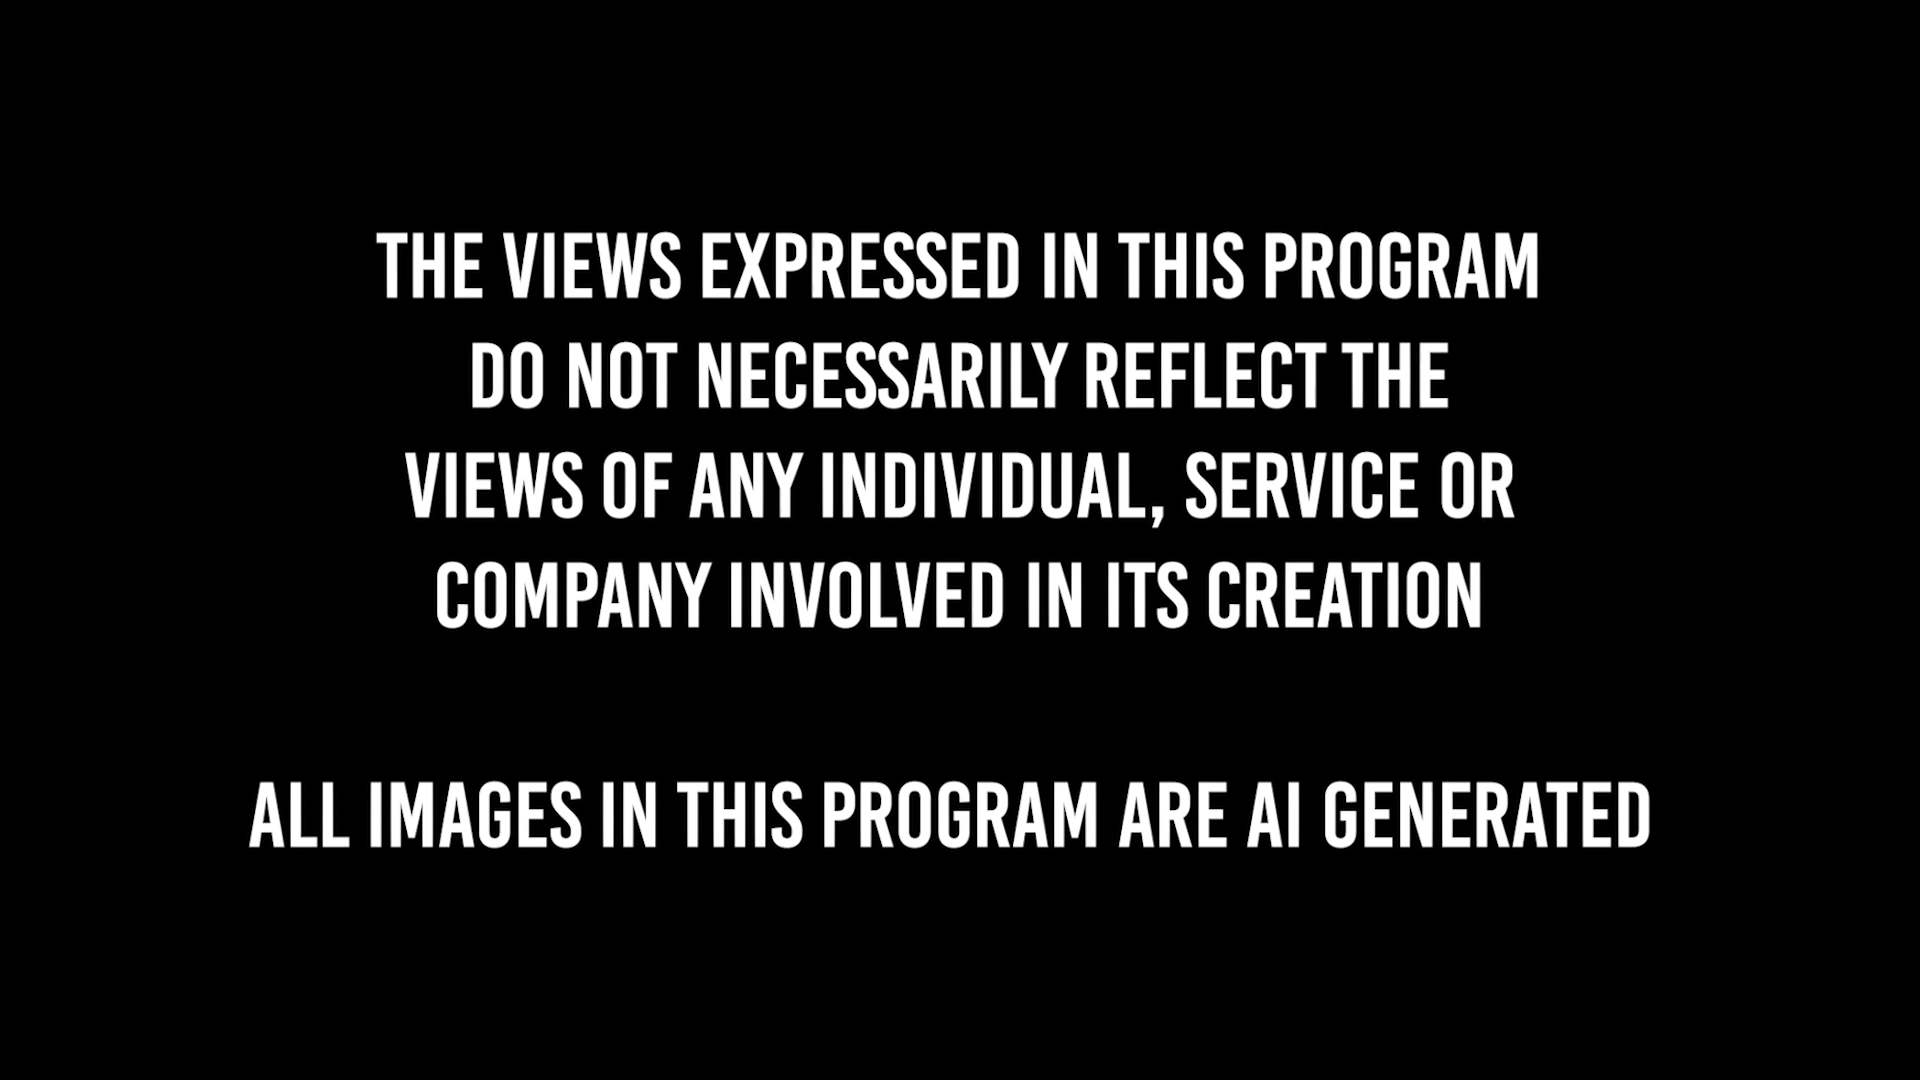 THE VIEWS EXPRESSED IN THIS PROGRAM
DO NOT NECESSARILY REFLECT THE
VIEWS OF ANY INDIVIDUAL, SERVICE OR
COMPANY INVOLVED IN ITS CREATION
ALL IMAGES IN THIS PROGRAM ARE AI GENERATED